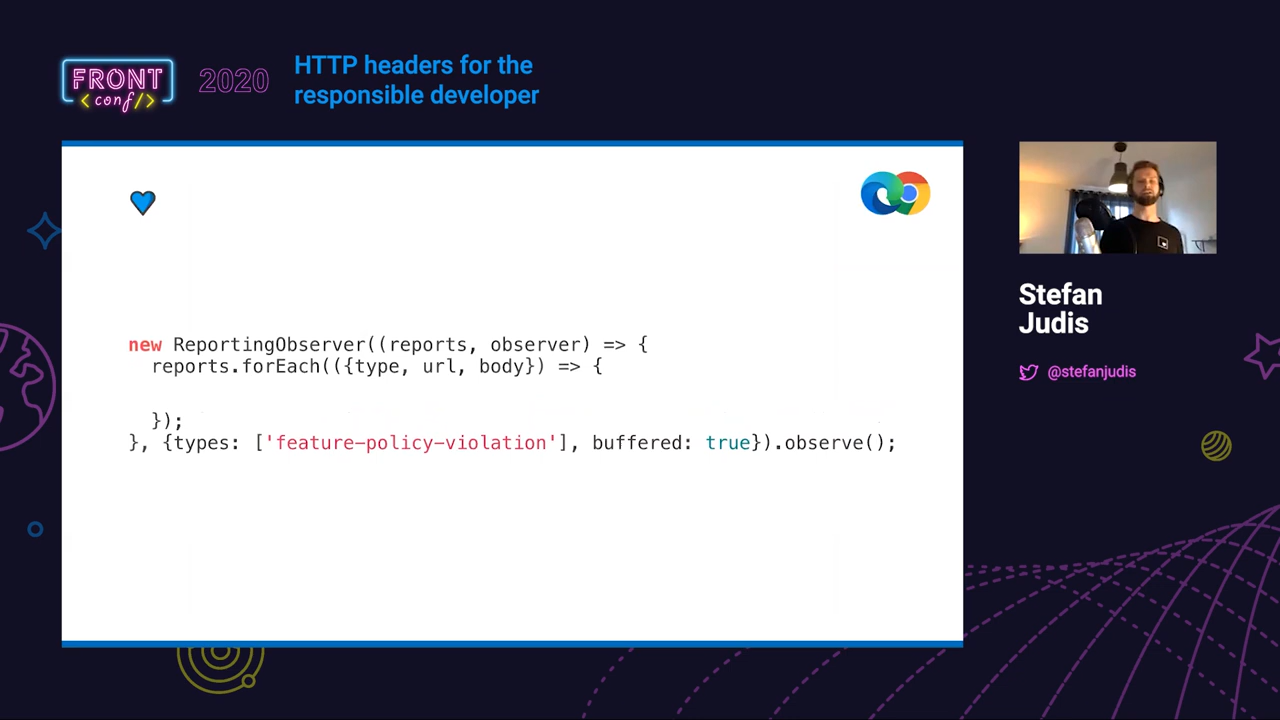 FRONT
<conf/>
2020
HTTP headers for the
responsible developer
new ReportingObserver((reports, observer) => {
  reports.forEach(({type, url, body}) => {
  });
}, {types: ['feature-policy-violation'], buffered: true}).observe();
Stefan
Judis
@stefanjudis